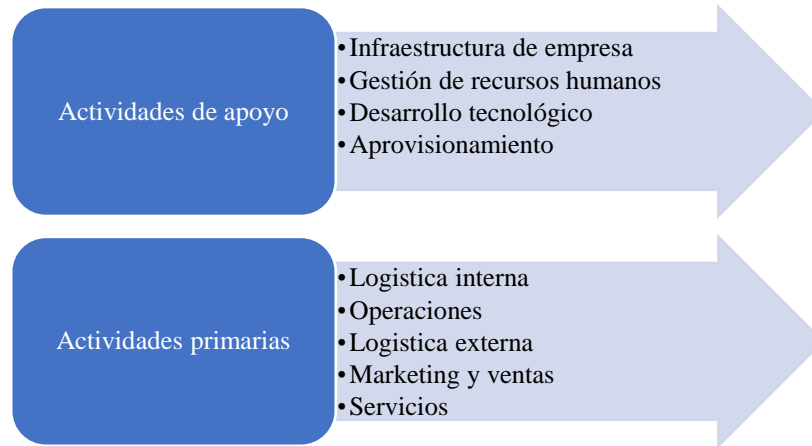 Actividades de apoyo
•Infraestructura de empresa
•Gestión de recursos humanos
•Desarrollo tecnológico
•Aprovisionamiento
Actividades primarias
•Logistica interna
•Operaciones
•Logistica externa
•Marketing y ventas
•Servicios